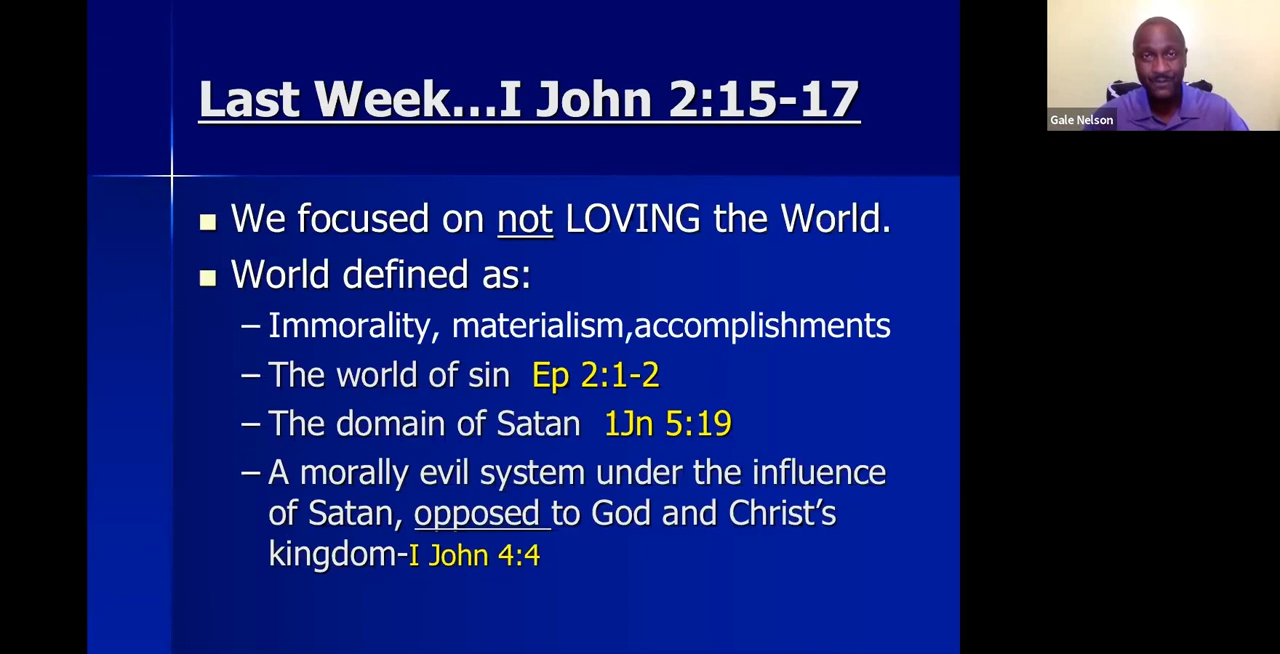 Last Week...I John 2:15-17
■ We focused on not LOVING the World.
■ World defined as:
– Immorality, materialism,accomplishments
– The world of sin  Ep 2:1-2
– The domain of Satan  1Jn 5:19
– A morally evil system under the influence
of Satan, opposed to God and Christ’s
kingdom-I John 4:4
Gale Nelson